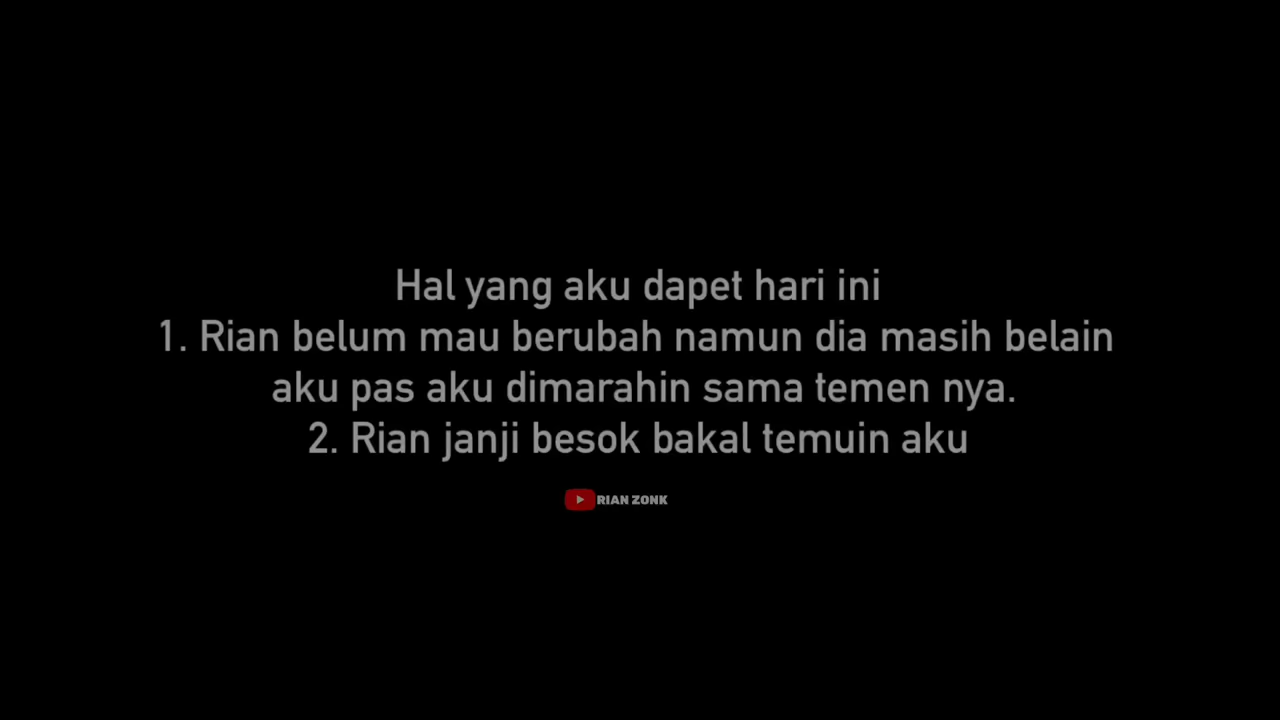 Hal yang aku dapet hari ini
1. Rian belum mau berubah namun dia masih belain
aku pas aku dimarahin sama temen nya.
2. Rian janji besok bakal temuin aku
RIAN ZONK